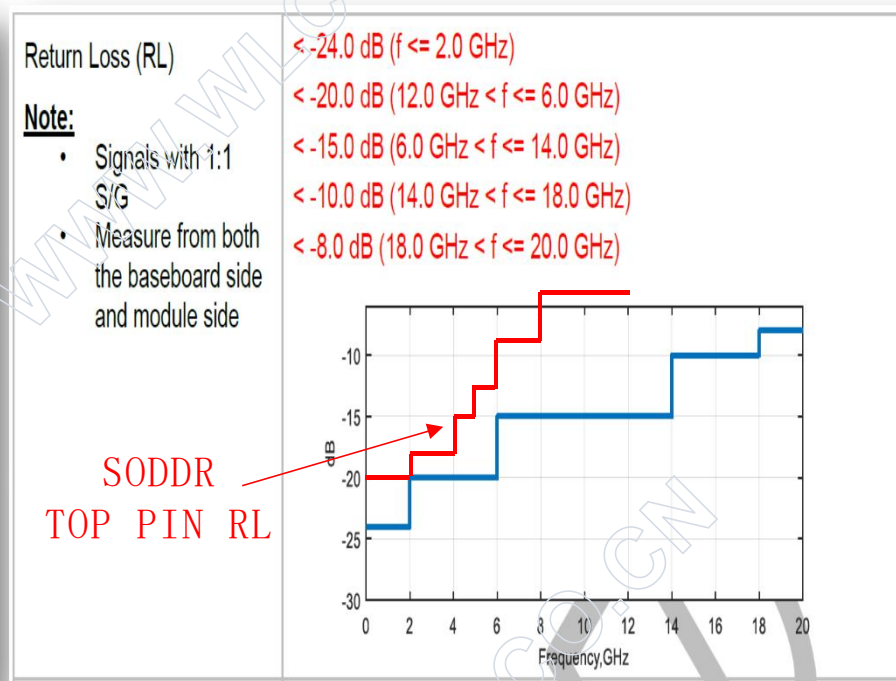 Return Loss (RL)
Note:
• Signals with 1:1
S/G
• Measure from both
the baseboard side
and module side
< -24.0 dB (f <= 2.0 GHz)
< -20.0 dB (12.0 GHz < f <= 6.0 GHz)
< -15.0 dB (6.0 GHz < f <= 14.0 GHz)
< -10.0 dB (14.0 GHz < f <= 18.0 GHz)
< -8.0 dB (18.0 GHz < f <= 20.0 GHz)
SODDR
TOP PIN RL
dB
-10
-15
-20
-25
-30
0 2 4 6 8 10 12 14 16 18 20
Frequency,GHz
WWW.WLC
CO.CN